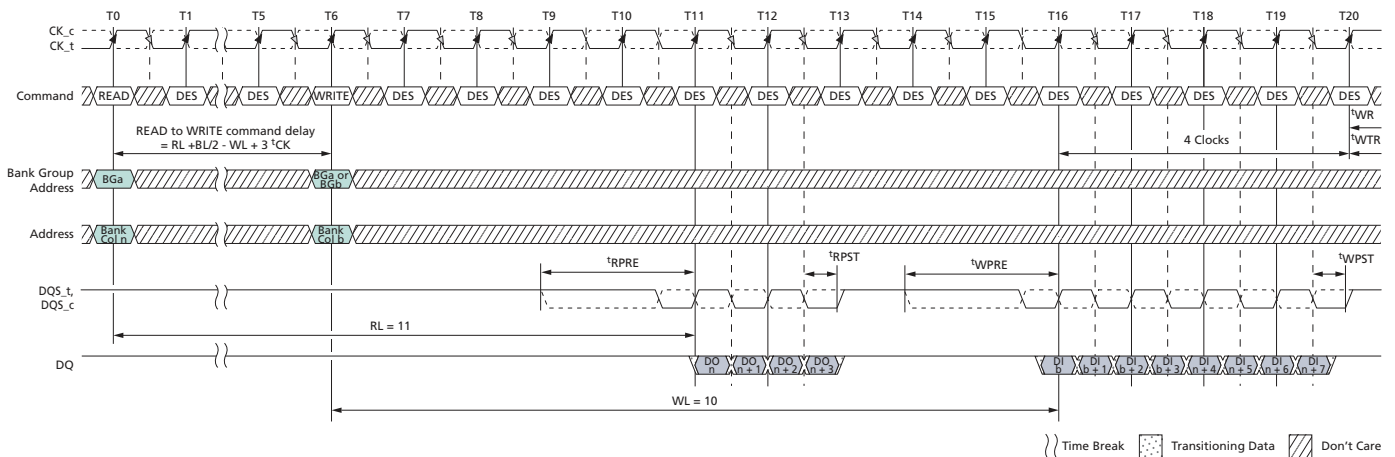 T0 T1 T5 T6 T7 T8 T9 T10 T11 T12 T13 T14 T15 T16 T17 T18 T19 T20
CK_c
CK_t
Command READ DES DES WRITE DES DES DES DES DES DES DES DES DES DES DES DES DES DES
tWR
READ to WRITE command delay
= RL +BL/2 - WL + 3 tCK
4 Clocks
tWTR
Bank Group
Address
BGa
BGa or
BGb
Address
Bank
Col n
Bank
Col b
tRPRE tRPST tWPRE tWPST
DQS_t,
DQS_c
RL = 11
DQ
DO
n
DO
n + 1
DO
n + 2
DO
n + 3
DI
b
DI
b + 1
DI
b + 2
DI
b + 3
DI
n + 4
DI
n + 5
DI
n + 6
DI
n + 7
WL = 10
Time Break Transitioning Data Don't Care